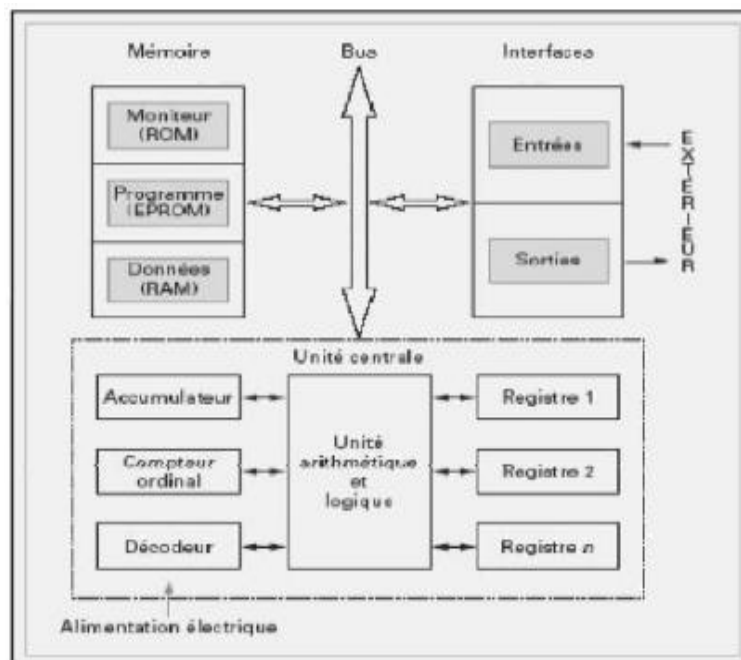 Mémoire
Bus
Interfaces
Moniteur
(ROM)
Programme
(EPROM)
Données
(RAM)
Entrées
Sorties
EXTÉRIEUR
Unité centrale
Accumulateur
Compteur
ordinal
Décodeur
Unité
arithmétique
et
logique
Registre 1
Registre 2
Registre n
Alimentation électrique